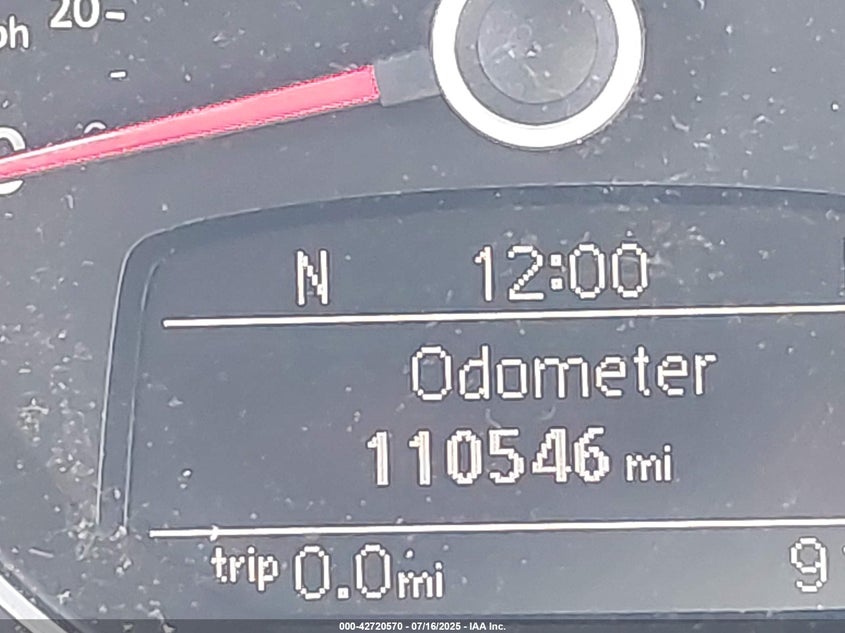 20
N 12:00
Odometer
110546 mi
trip 0.0 mi
000-42720570 - 07/16/2025 - IAA Inc.